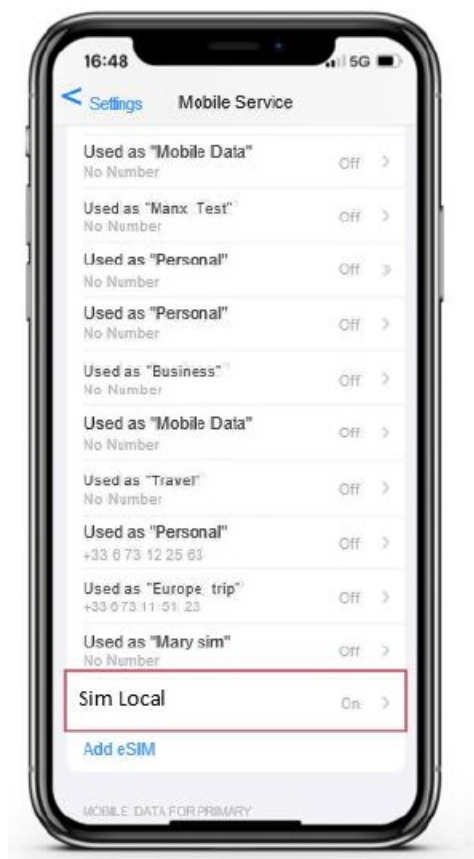 16:48
5G
Settings
Mobile Service
Used as "Mobile Data"
No Number
Off
Used as "Manx Test"
No Number
Off
Used as "Personal"
No Number
Off
Used as "Personal"
No Number
Off
Used as "Business"
No Number
Off
Used as "Mobile Data"
No Number
Off
Used as "Travel"
No Number
Off
Used as "Personal"
+33 6 73 12 25 63
Off
Used as "Europe trip"
+33 6 73 11 51 23
Off
Used as "Mary sim"
No Number
Off
Sim Local
On
Add eSIM
MOBILE DATA FOR PRIMARY